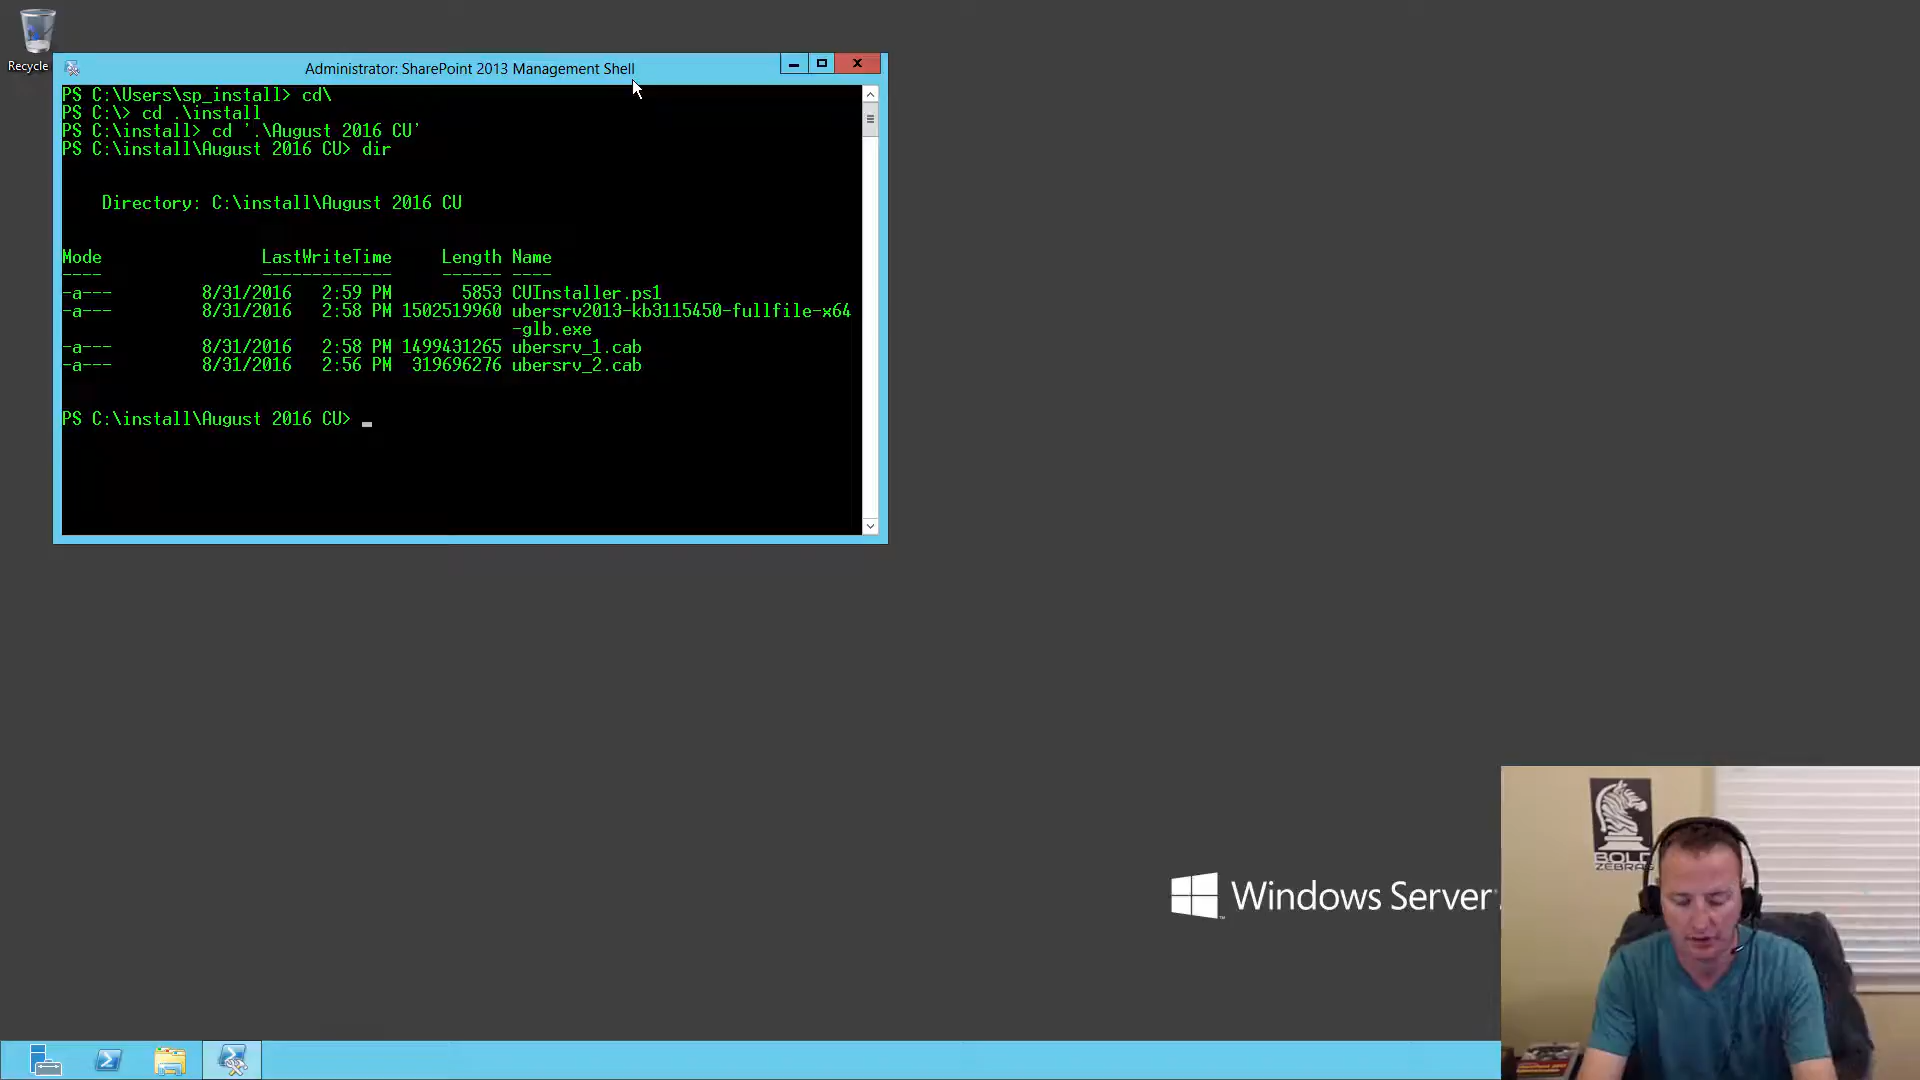 Recycle
Administrator: SharePoint 2013 Management Shell
PS C:\Users\sp_install> cd\
PS C:\> cd .\install
PS C:\install> cd '.\August 2016 CU'
PS C:\install\August 2016 CU> dir
Directory: C:\install\August 2016 CU
Mode LastWriteTime Length Name
---- ------------- ------ ----
-a--- 8/31/2016 2:59 PM 5853 CUInstaller.ps1
-a--- 8/31/2016 2:58 PM 1502519960 ubersrv2013-kb3115450-fullfile-x64
-glb.exe
-a--- 8/31/2016 2:58 PM 1499431265 ubersrv_1.cab
-a--- 8/31/2016 2:56 PM 319696276 ubersrv_2.cab
PS C:\install\August 2016 CU>
Windows Server
BOLD
ZEBRAS